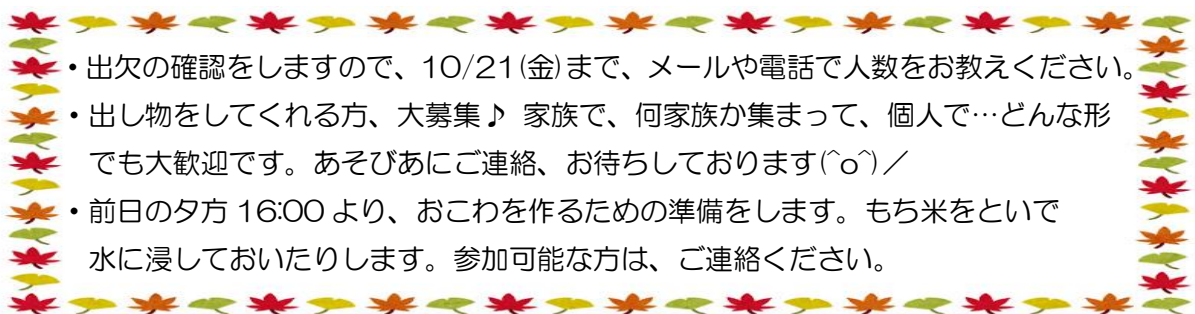 ・出欠の確認をしますので、10/21(金)まで、メールや電話で人数をお教えください。
・出し物をしてくれる方、大募集♪ 家族で、何家族か集まって、個人で…どんな形
でも大歓迎です。あそびあにご連絡、お待ちしております(^o^)／
・前日の夕方 16:00 より、おこわを作るための準備をします。もち米をといで
水に浸しておいたりします。参加可能な方は、ご連絡ください。